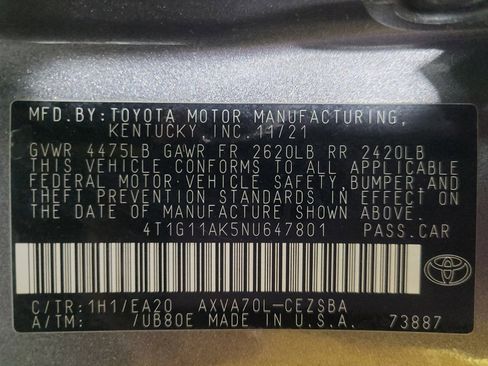 MFD.BY:TOYOTA MOTOR MANUFACTURING,
KENTUCKY,INC.11/21
GVWR 4475LB GAWR FR 2620LB RR 2420LB
THIS VEHICLE CONFORMS TO ALL APPLICABLE
FEDERAL MOTOR VEHICLE SAFETY,BUMPER,AND
THEFT PREVENTION STANDARDS IN EFFECT ON
THE DATE OF MANUFACTURE SHOWN ABOVE.
4T1G11AK5NU647801 PASS.CAR
C/TR:1H1/EA20 AXVA70L-CEZSBA
A/TM: /UB80E MADE IN U.S.A. 73887
TOYOTA